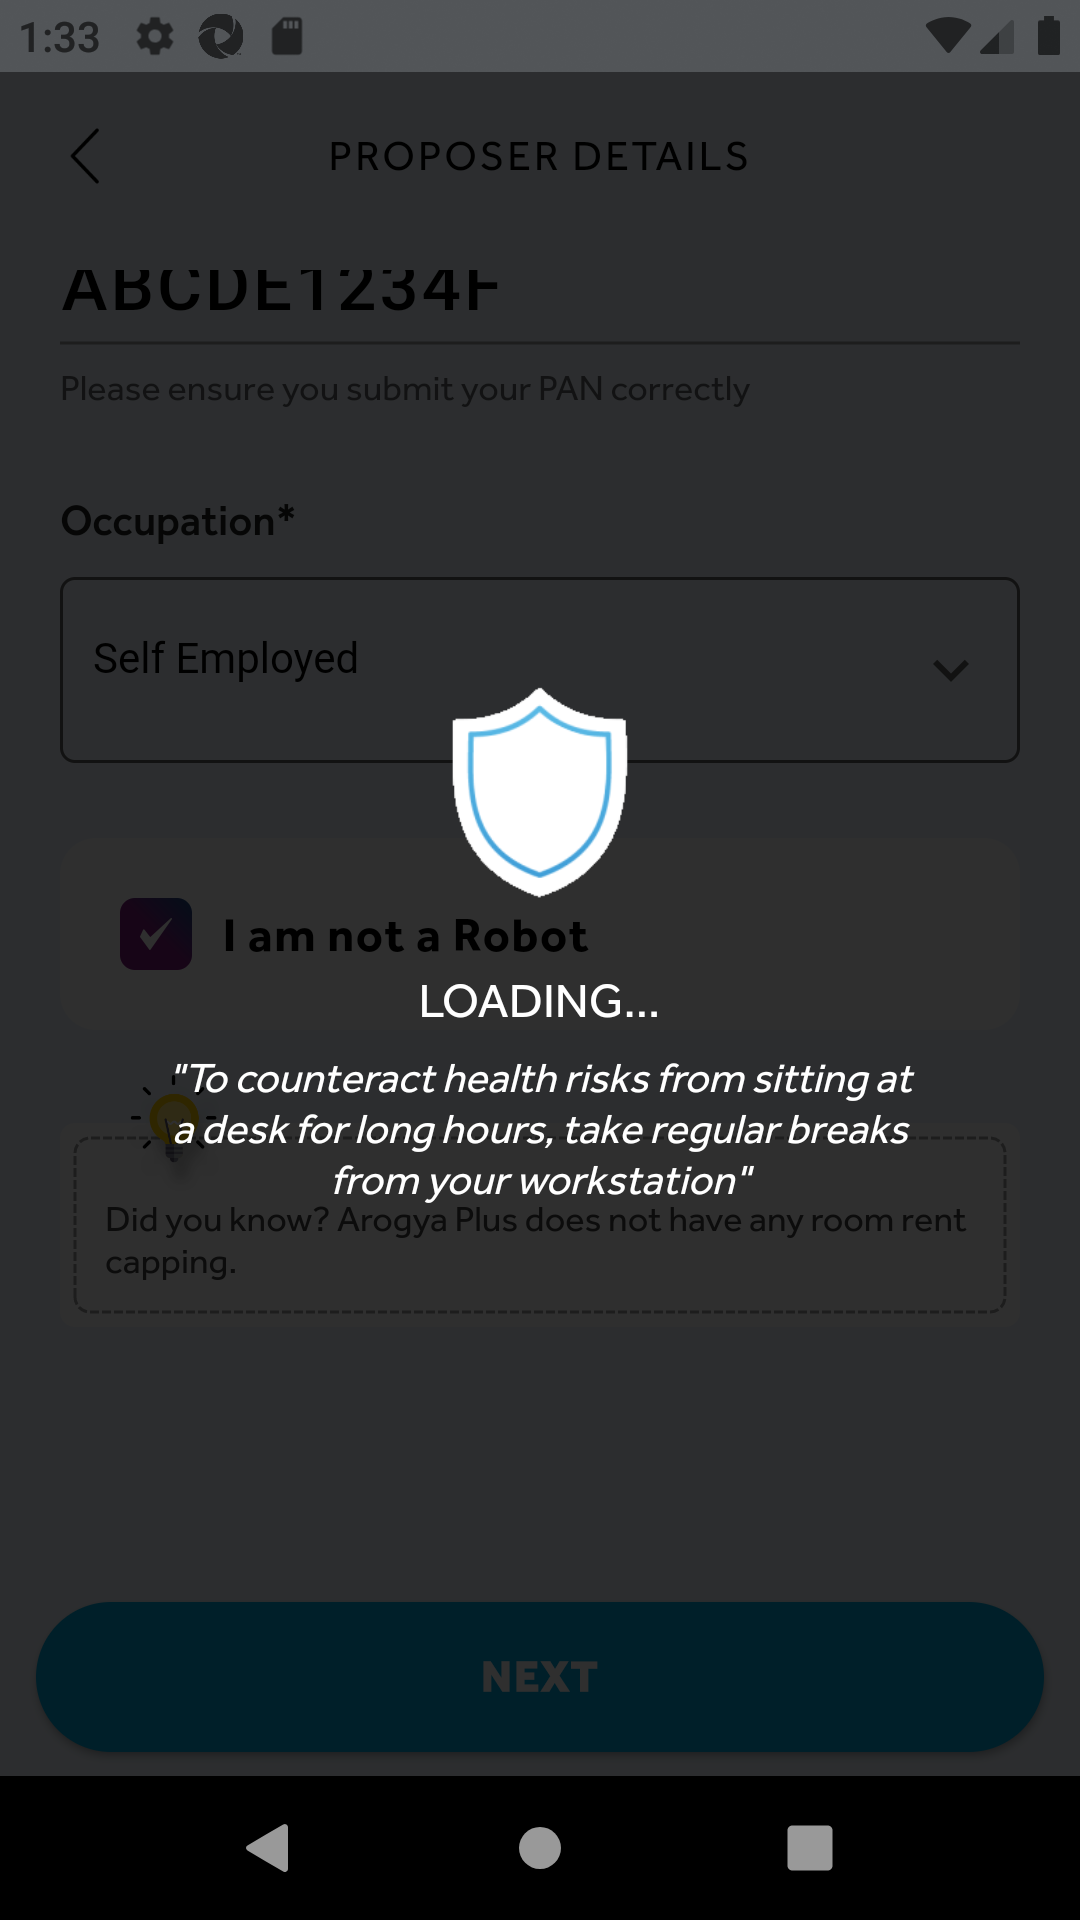 1:33
PROPOSER DETAILS
ABCDE1234F
Please ensure you submit your PAN correctly
Occupation*
Self Employed
I am not a Robot
LOADING...
"To counteract health risks from sitting at
a desk for long hours, take regular breaks
from your workstation"
Did you know? Arogya Plus does not have any room rent
capping.
NEXT